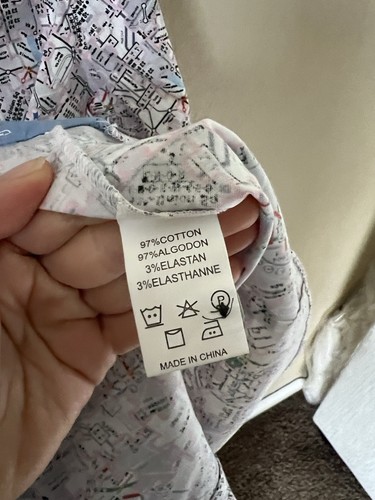 97%COTTON
97%ALGODON
3%ELASTAN
3%ELASTHANNE
P
MADE IN CHINA